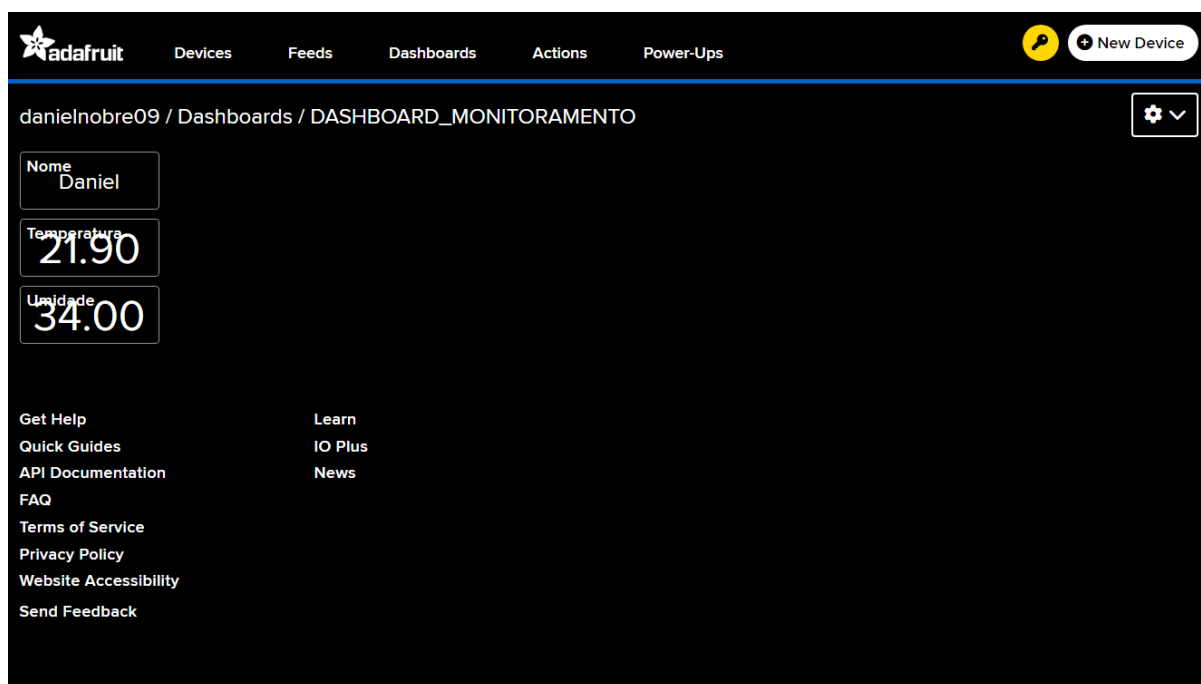 adafruit Devices Feeds Dashboards Actions Power-Ups New Device
danielnobre09 / Dashboards / DASHBOARD_MONITORAMENTO
Nome
Daniel
Temperatura
21.90
Umidade
34.00
Get Help
Quick Guides
API Documentation
FAQ
Terms of Service
Privacy Policy
Website Accessibility
Send Feedback
Learn
IO Plus
News